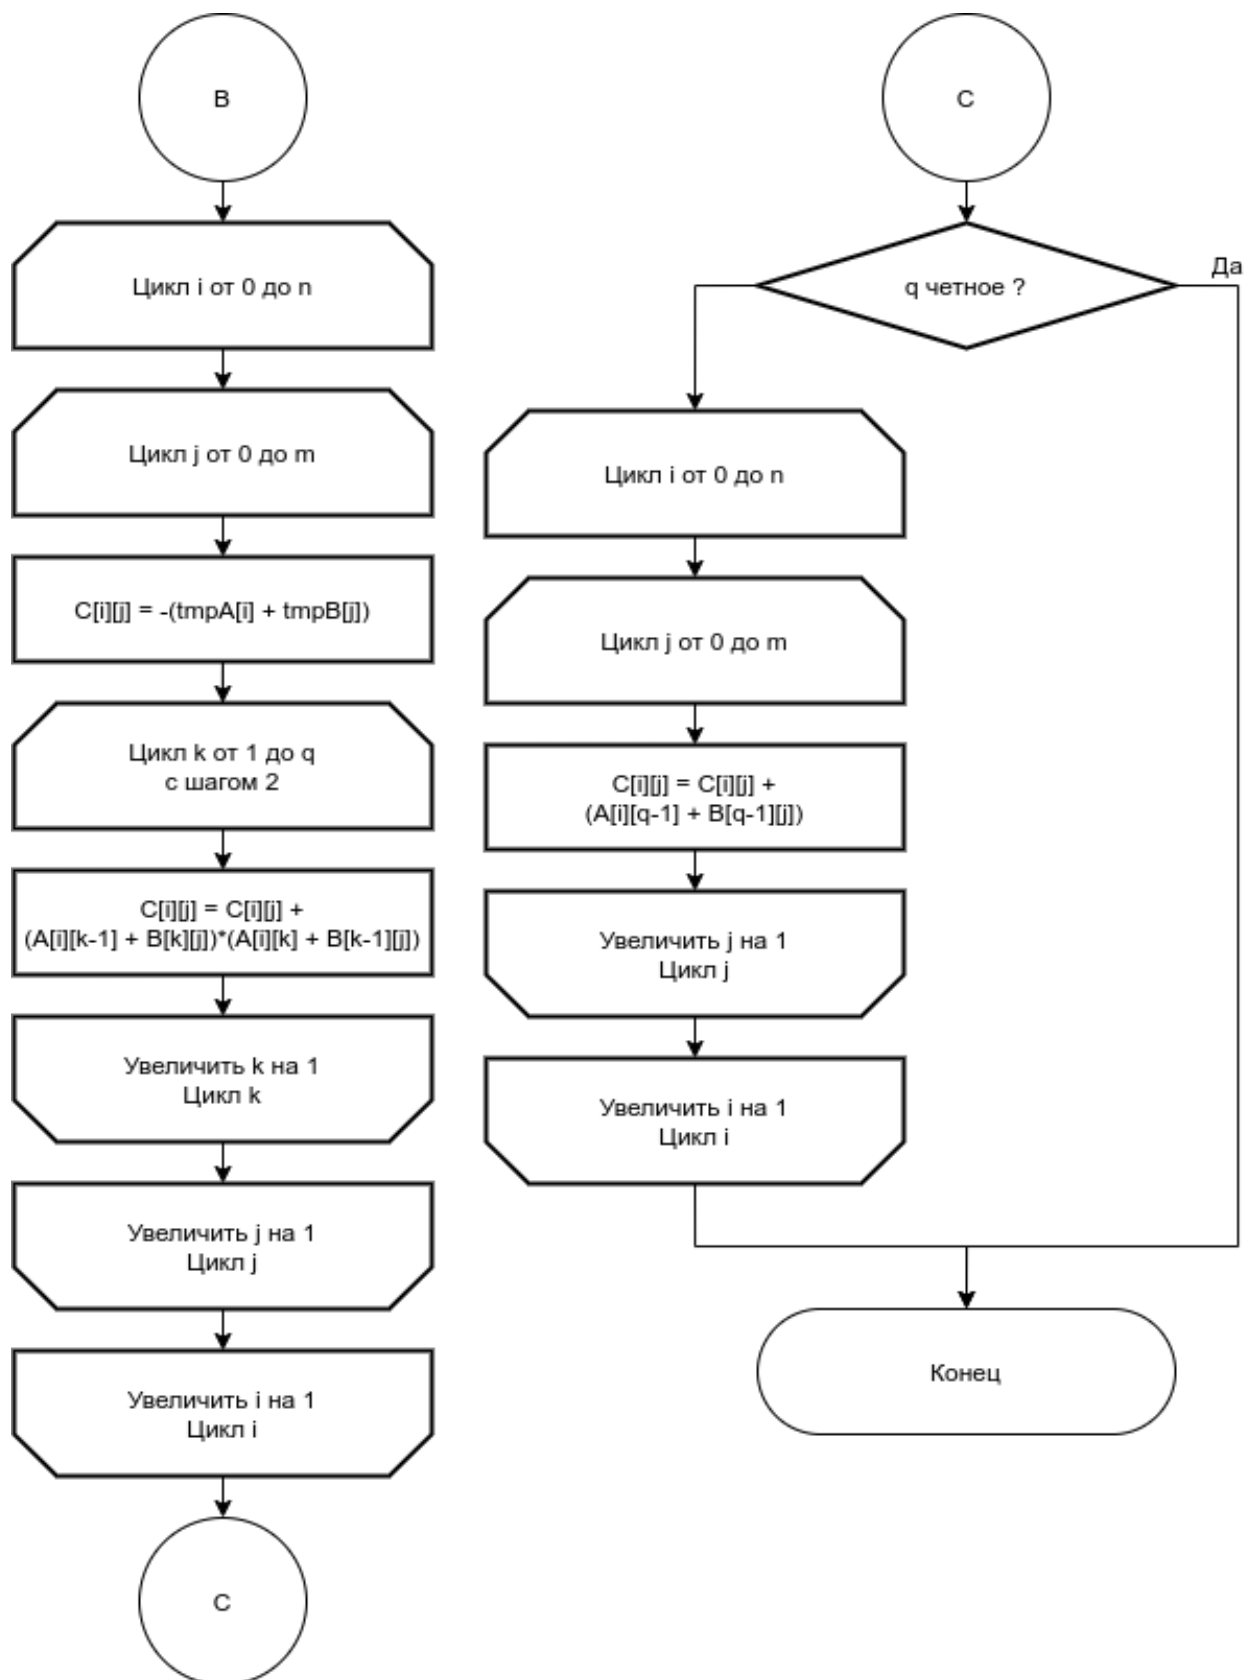 B
Цикл i от 0 до n
Цикл j от 0 до m
C[i][j] = -(tmpA[i] + tmpB[j])
Цикл k от 1 до q
с шагом 2
C[i][j] = C[i][j] +
(A[i][k-1] + B[k][j])*(A[i][k] + B[k-1][j])
Увеличить k на 1
Цикл k
Увеличить j на 1
Цикл j
Увеличить i на 1
Цикл i
C
C
q четное ?
Да
Цикл i от 0 до n
Цикл j от 0 до m
C[i][j] = C[i][j] +
(A[i][q-1] + B[q-1][j])
Увеличить j на 1
Цикл j
Увеличить i на 1
Цикл i
Конец